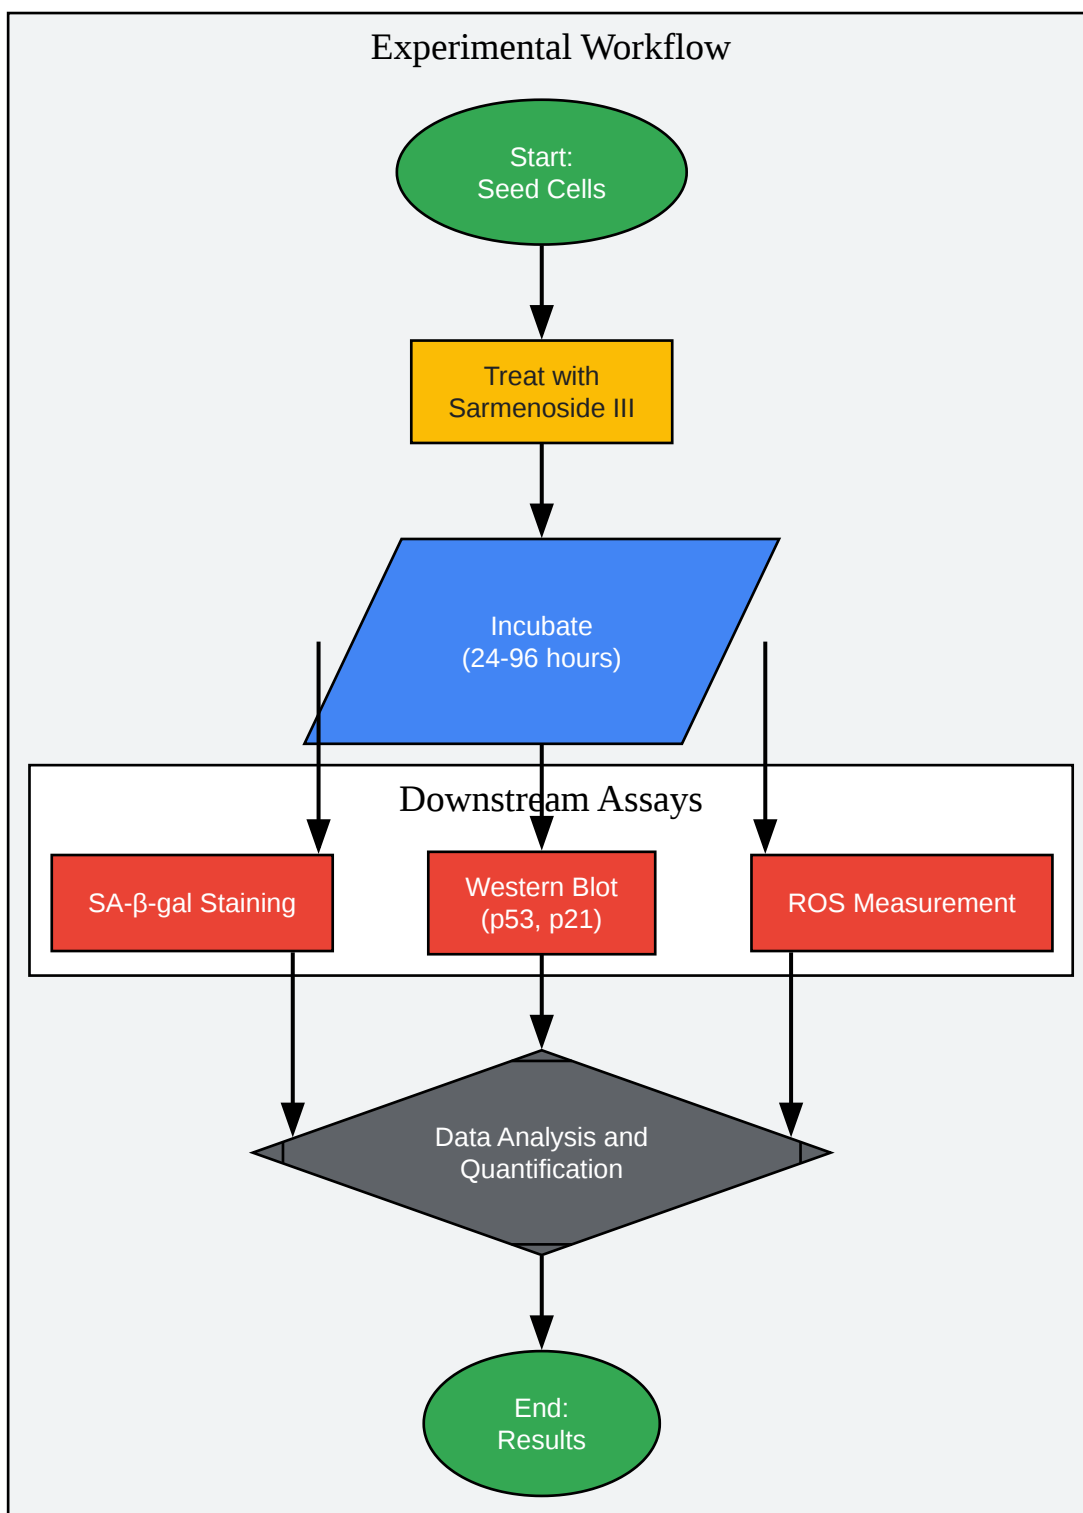 Experimental Workflow
Start:
Seed Cells
Treat with
Sarmenoside III
Incubate
(24-96 hours)
Downstream Assays
SA-β-gal Staining
Western Blot
(p53, p21)
ROS Measurement
Data Analysis and
Quantification
End:
Results